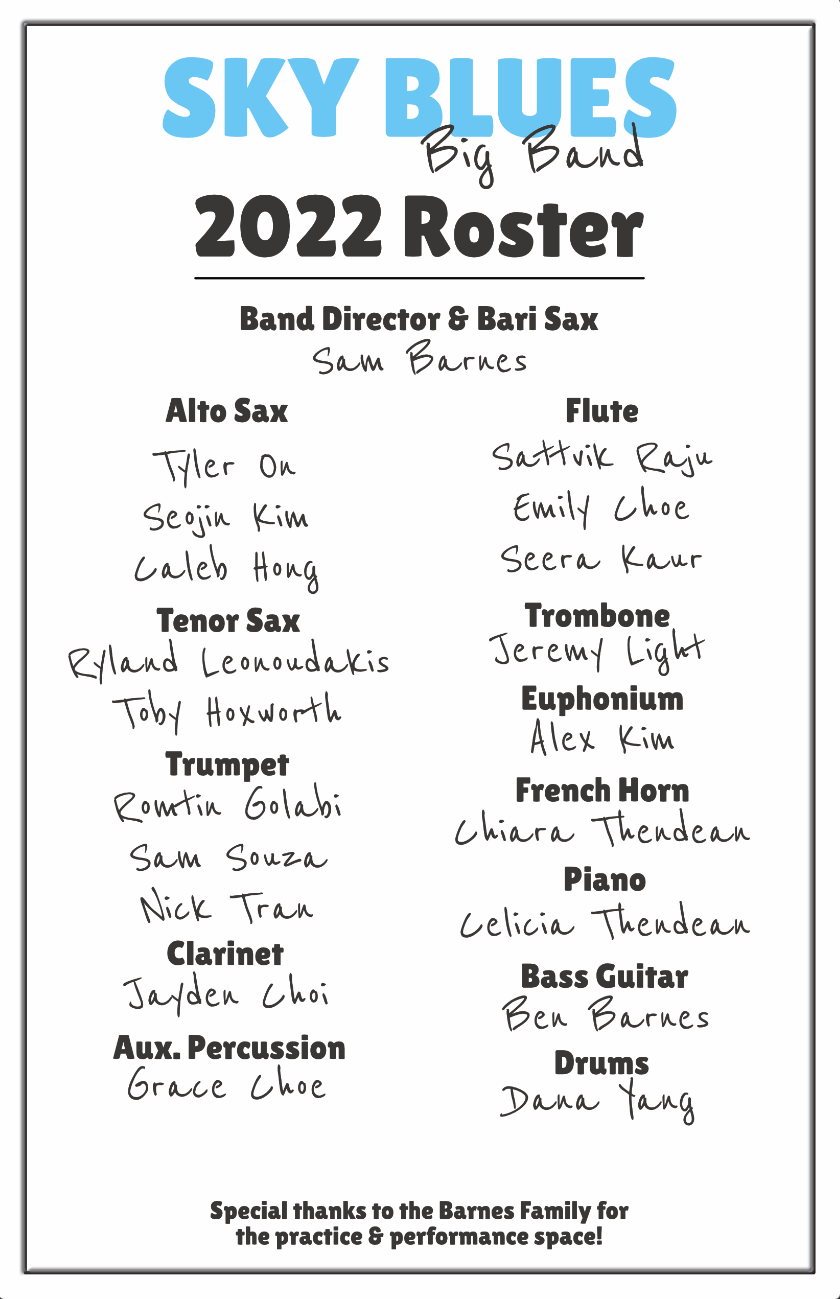 SKY BLUES
Big Band
2022 Roster
Band Director & Bari Sax
Sam Barnes
Alto Sax
Tyler On
Seojin Kim
Caleb Hong
Tenor Sax
Ryland Leonoudakis
Toby Hoxworth
Trumpet
Romtin Golabi
Sam Souza
Nick Tran
Clarinet
Jayden Choi
Aux. Percussion
Grace Choe
Flute
Sattvik Raju
Emily Choe
Seera Kaur
Trombone
Jeremy Light
Euphonium
Alex Kim
French Horn
Chiara Thendean
Piano
Celicia Thendean
Bass Guitar
Ben Barnes
Drums
Dana Yang
Special thanks to the Barnes Family for
the practice & performance space!